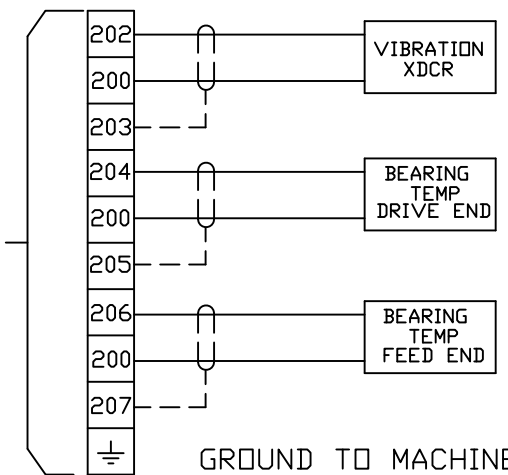 202
VIBRATION
XDCR
200
203
204
BEARING
TEMP
DRIVE END
200
205
206
BEARING
TEMP
FEED END
200
207
GROUND TO MACHINE